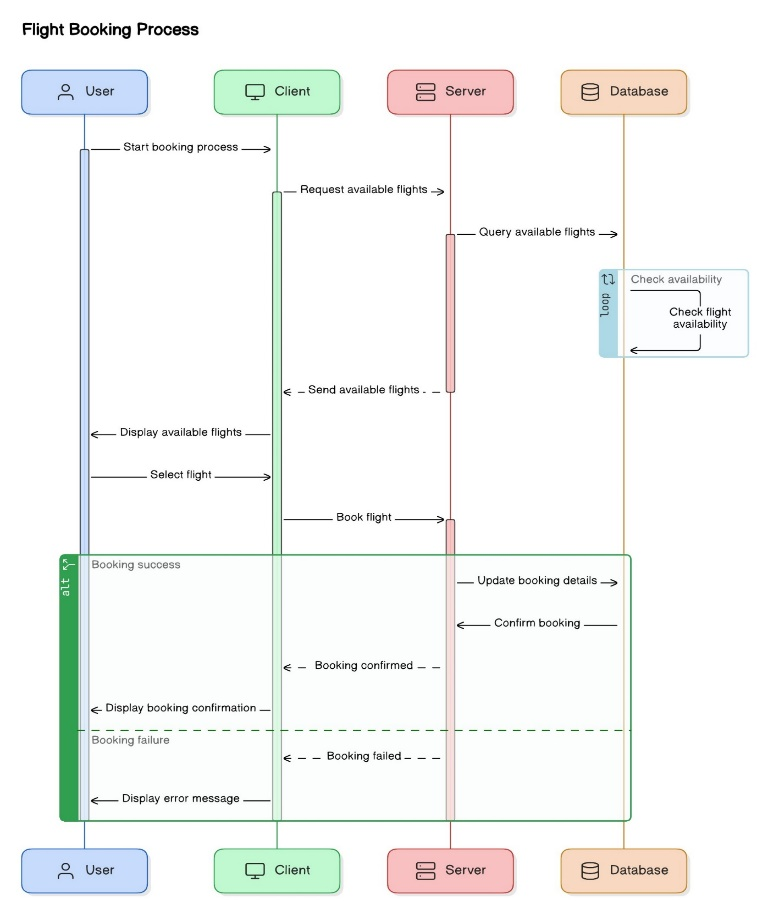 Flight Booking Process
User
Client
Server
Database
Start booking process
Request available flights
Query available flights
loop
Check availability
Check flight
availability
Send available flights
Display available flights
Select flight
Book flight
alt
Booking success
Update booking details
Confirm booking
Booking confirmed
Display booking confirmation
Booking failure
Booking failed
Display error message
User
Client
Server
Database